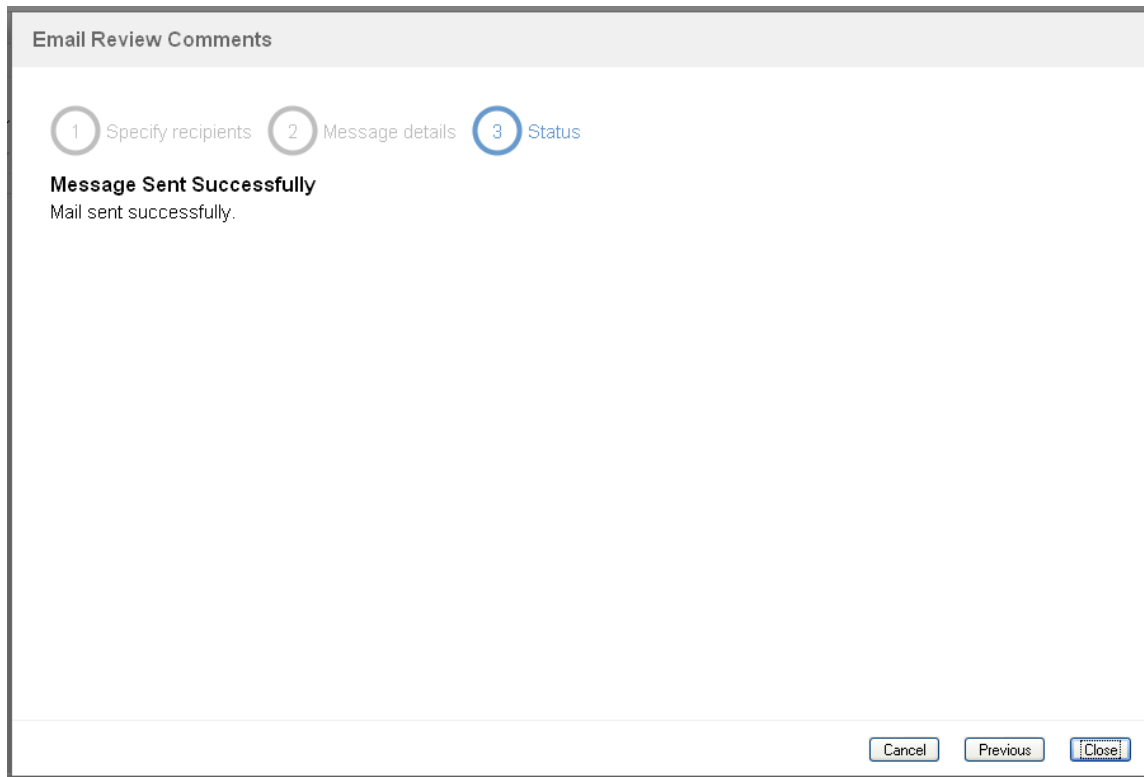 Email Review Comments
1 Specify recipients 2 Message details 3 Status
Message Sent Successfully
Mail sent successfully.
Cancel Previous Close